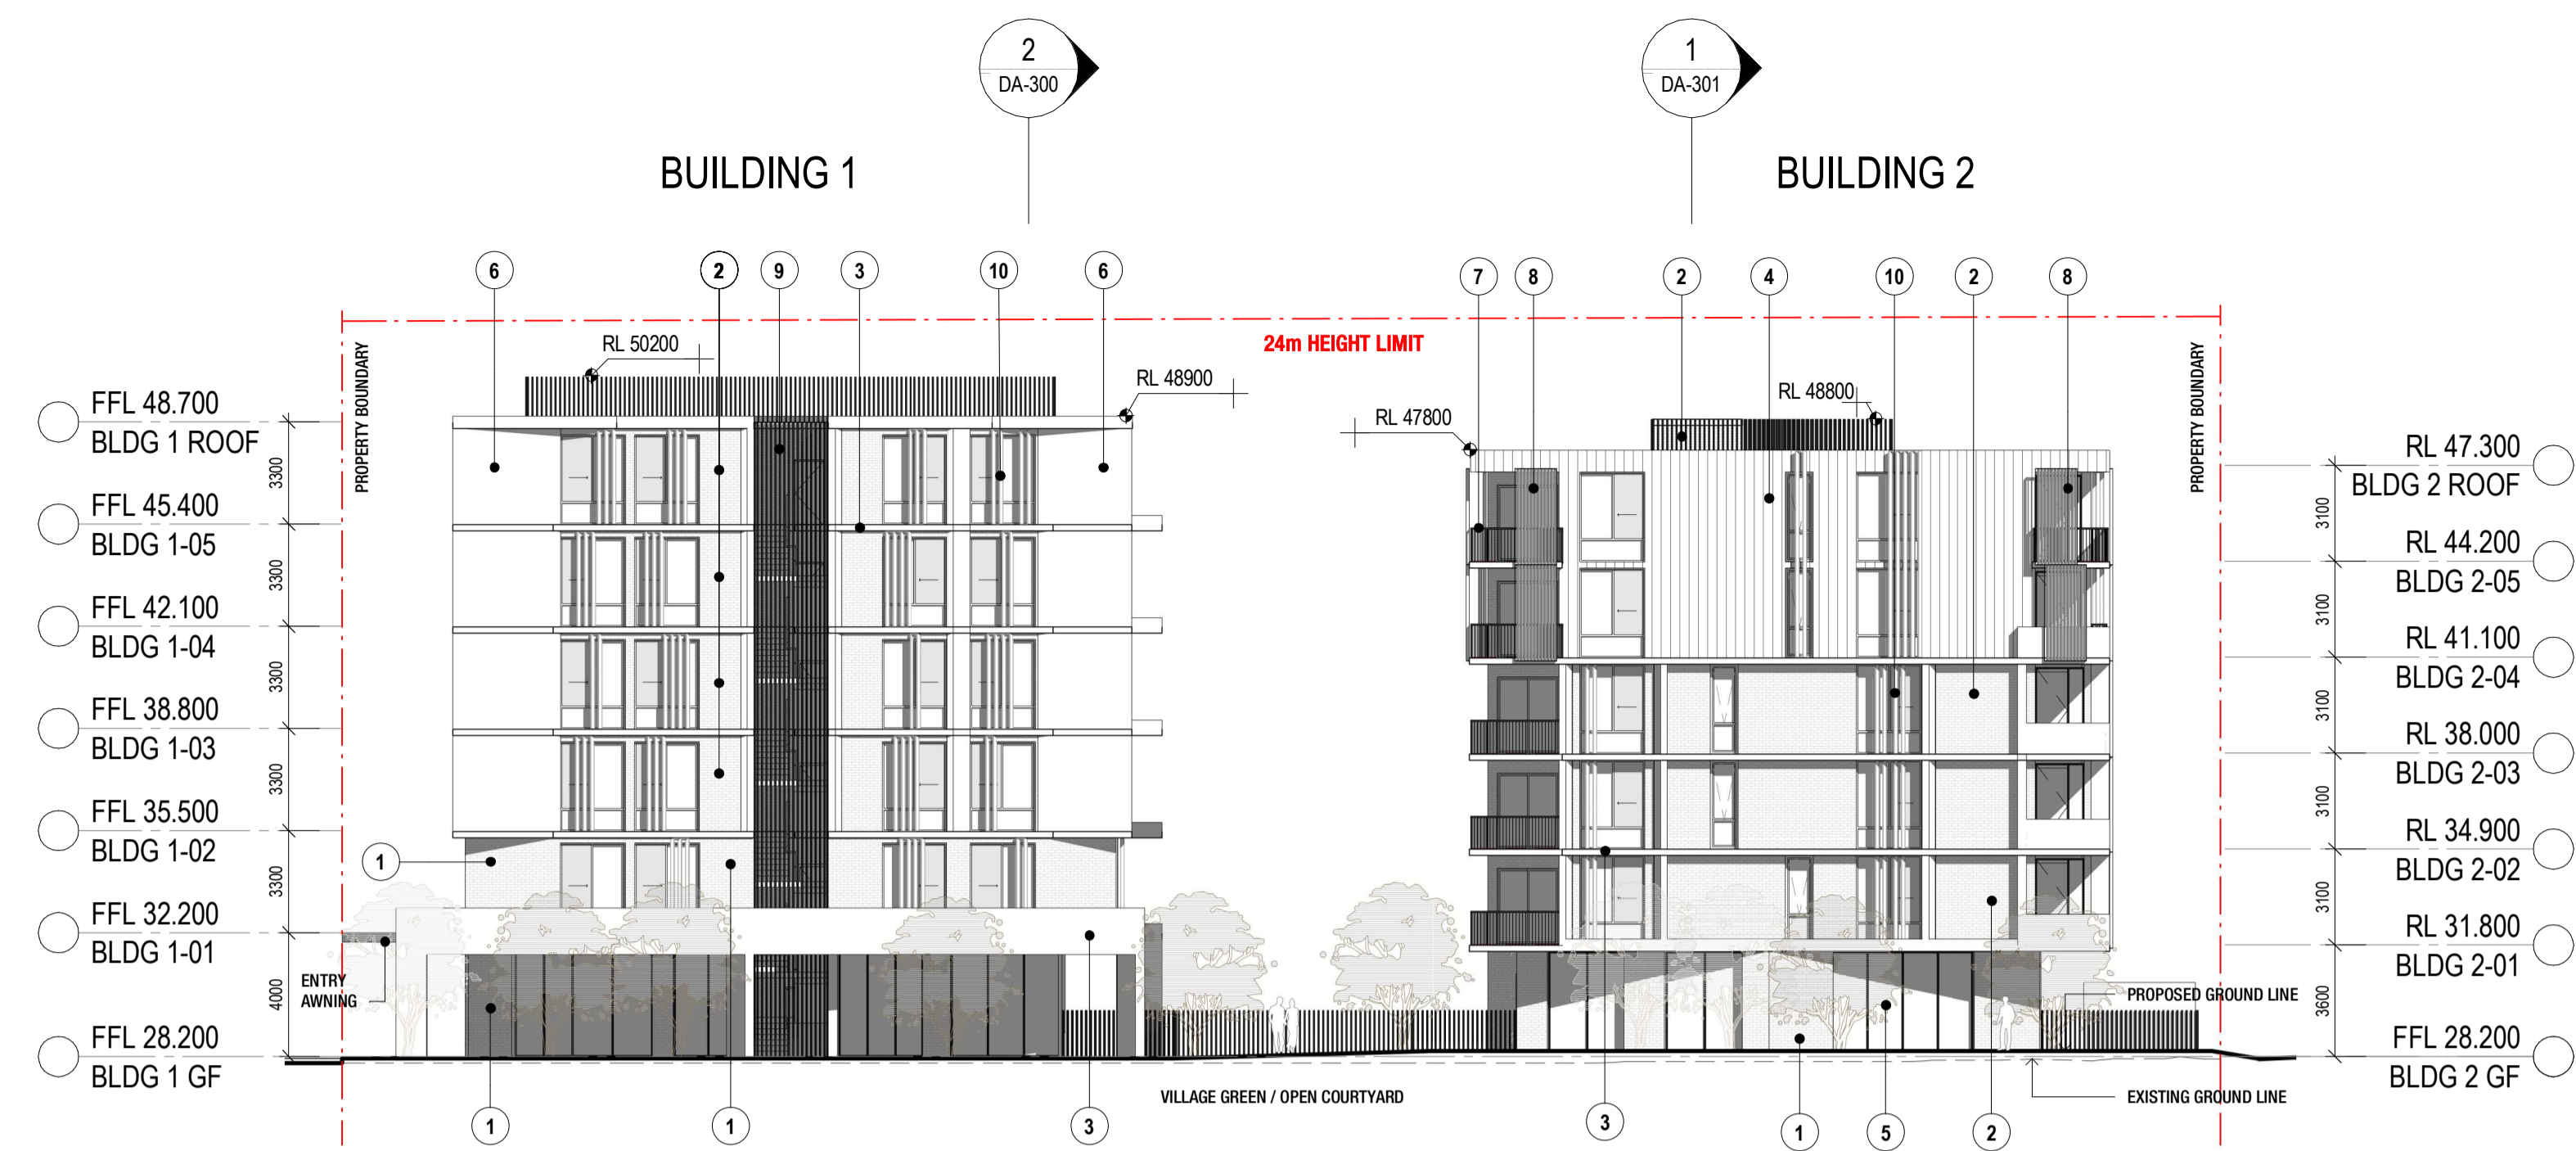 2
DA-300
1
DA-301
BUILDING 1
BUILDING 2
6
2
9
3
10
6
7
8
2
4
10
2
8
24m HEIGHT LIMIT
RL 50200
RL 48900
RL 47800
RL 48800
PROPERTY BOUNDARY
PROPERTY BOUNDARY
FFL 48.700
BLDG 1 ROOF
3300
FFL 45.400
BLDG 1-05
3300
FFL 42.100
BLDG 1-04
3300
FFL 38.800
BLDG 1-03
3300
FFL 35.500
BLDG 1-02
3300
FFL 32.200
BLDG 1-01
4000
FFL 28.200
BLDG 1 GF
1
ENTRY
AWNING
RL 47.300
BLDG 2 ROOF
3100
RL 44.200
BLDG 2-05
3100
RL 41.100
BLDG 2-04
3100
RL 38.000
BLDG 2-03
3100
RL 34.900
BLDG 2-02
3100
RL 31.800
BLDG 2-01
3600
FFL 28.200
BLDG 2 GF
PROPOSED GROUND LINE
EXISTING GROUND LINE
VILLAGE GREEN / OPEN COURTYARD
1
1
3
3
1
5
2